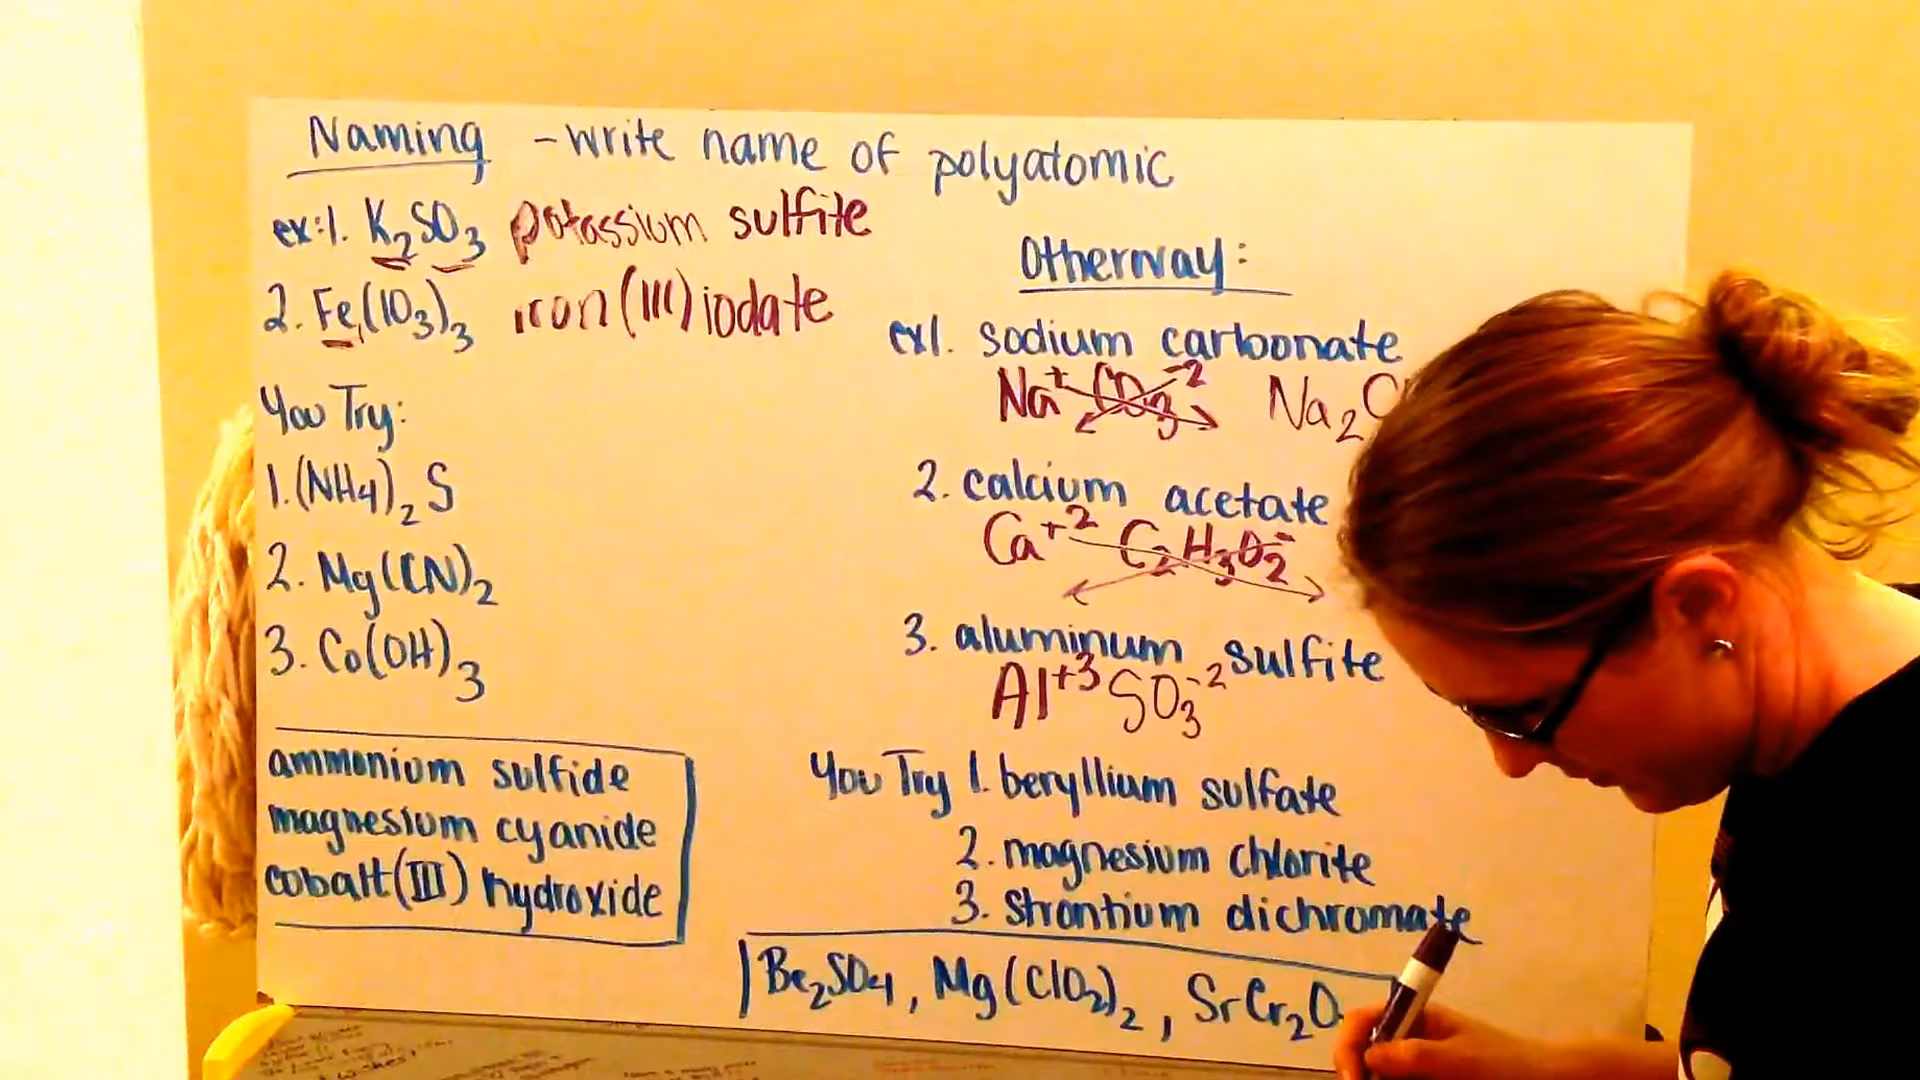 Naming - write name of polyatomic
ex:1. K2SO3 potassium sulfite
2. Fe(IO3)3 iron(III) iodate
You Try:
1. (NH4)2 S
2. Mg(CN)2
3. Co(OH)3
ammonium sulfide
magnesium cyanide
cobalt(III) hydroxide
Otherway:
ex1. sodium carbonate
Na+ CO3-2 Na2
2. calcium acetate
Ca+2 C2H3O2-
3. aluminum sulfite
Al+3 SO3-2
You Try 1. beryllium sulfate
2. magnesium chlorite
3. strontium dichromate
Be2SO4, Mg(ClO2)2, SrCr2O